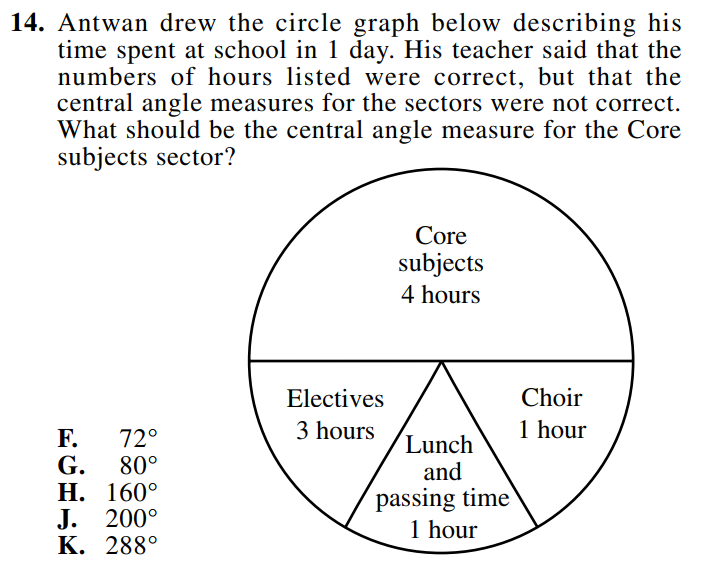 14. Antwan drew the circle graph below describing his
time spent at school in 1 day. His teacher said that the
numbers of hours listed were correct, but that the
central angle measures for the sectors were not correct.
What should be the central angle measure for the Core
subjects sector?
Core
subjects
4 hours
Electives
3 hours
Lunch
and
passing time
1 hour
Choir
1 hour
F. 72°
G. 80°
H. 160°
J. 200°
K. 288°